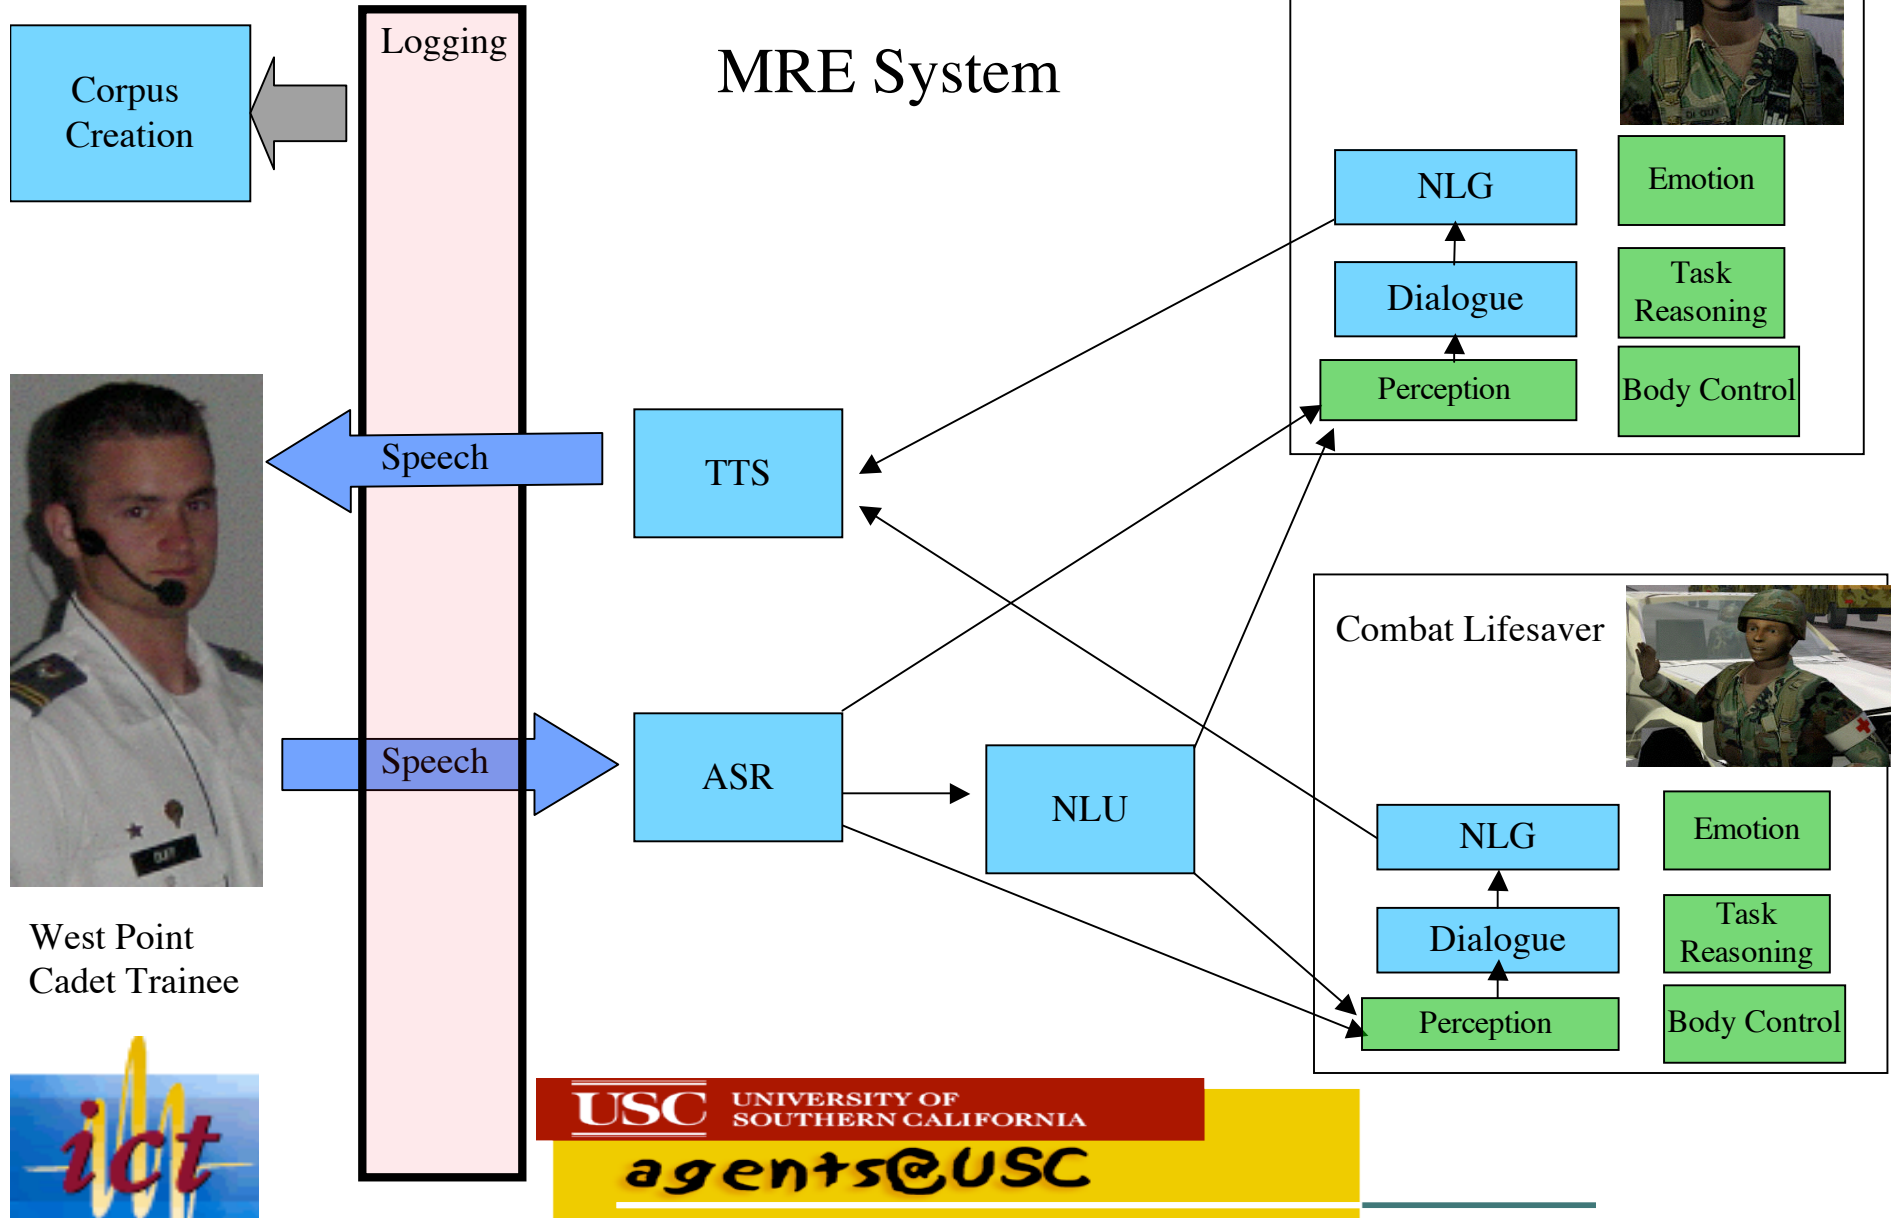 Logging
MRE System
Corpus
Creation
NLG
Emotion
Dialogue
Task
Reasoning
Perception
Body Control
Speech
TTS
Combat Lifesaver
Speech
ASR
NLU
NLG
Emotion
Dialogue
Task
Reasoning
Perception
Body Control
West Point
Cadet Trainee
ict
USC UNIVERSITY OF
SOUTHERN CALIFORNIA
agents@USC